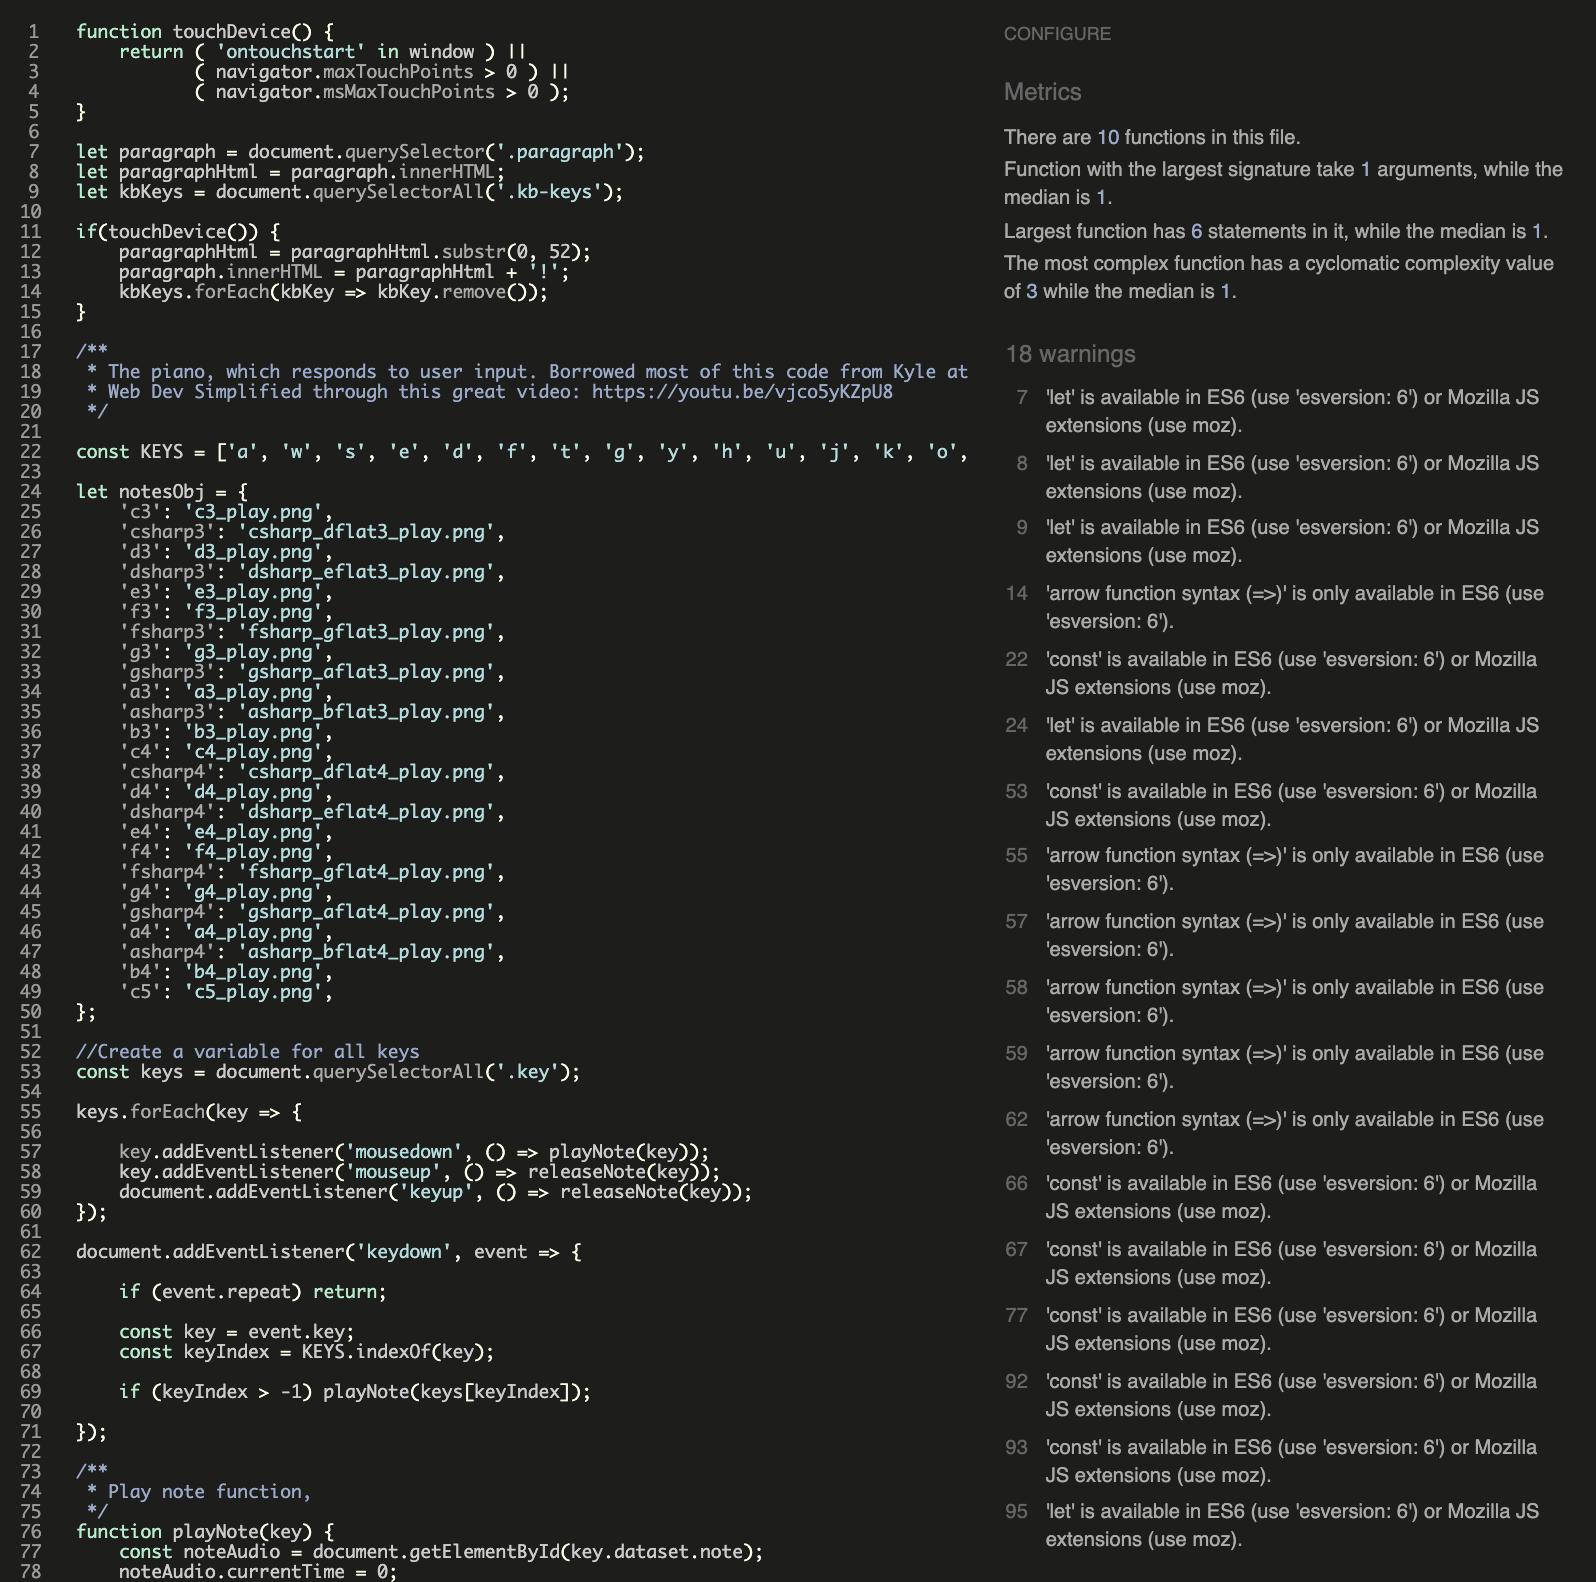 1 function touchDevice() {
2 return ( 'ontouchstart' in window ) ||
3 ( navigator.maxTouchPoints > 0 ) ||
4 ( navigator.msMaxTouchPoints > 0 );
5 }
6
7 let paragraph = document.querySelector('.paragraph');
8 let paragraphHtml = paragraph.innerHTML;
9 let kbKeys = document.querySelectorAll('.kb-keys');
10
11 if(touchDevice()) {
12 paragraphHtml = paragraphHtml.substr(0, 52);
13 paragraph.innerHTML = paragraphHtml + '!';
14 kbKeys.forEach(kbKey => kbKey.remove());
15 }
16
17 /**
18 * The piano, which responds to user input. Borrowed most of this code from Kyle at
19 * Web Dev Simplified through this great video: https://youtu.be/vjco5yKZpU8
20 */
21
22 const KEYS = ['a', 'w', 's', 'e', 'd', 'f', 't', 'g', 'y', 'h', 'u', 'j', 'k', 'o',
23
24 let notesObj = {
25 'c3': 'c3_play.png',
26 'csharp3': 'csharp_dflat3_play.png',
27 'd3': 'd3_play.png',
28 'dsharp3': 'dsharp_eflat3_play.png',
29 'e3': 'e3_play.png',
30 'f3': 'f3_play.png',
31 'fsharp3': 'fsharp_gflat3_play.png',
32 'g3': 'g3_play.png',
33 'gsharp3': 'gsharp_aflat3_play.png',
34 'a3': 'a3_play.png',
35 'asharp3': 'asharp_bflat3_play.png',
36 'b3': 'b3_play.png',
37 'c4': 'c4_play.png',
38 'csharp4': 'csharp_dflat4_play.png',
39 'd4': 'd4_play.png',
40 'dsharp4': 'dsharp_eflat4_play.png',
41 'e4': 'e4_play.png',
42 'f4': 'f4_play.png',
43 'fsharp4': 'fsharp_gflat4_play.png',
44 'g4': 'g4_play.png',
45 'gsharp4': 'gsharp_aflat4_play.png',
46 'a4': 'a4_play.png',
47 'asharp4': 'asharp_bflat4_play.png',
48 'b4': 'b4_play.png',
49 'c5': 'c5_play.png',
50 };
51
52 //Create a variable for all keys
53 const keys = document.querySelectorAll('.key');
54
55 keys.forEach(key => {
56
57 key.addEventListener('mousedown', () => playNote(key));
58 key.addEventListener('mouseup', () => releaseNote(key));
59 document.addEventListener('keyup', () => releaseNote(key));
60 });
61
62 document.addEventListener('keydown', event => {
63
64 if (event.repeat) return;
65
66 const key = event.key;
67 const keyIndex = KEYS.indexOf(key);
68
69 if (keyIndex > -1) playNote(keys[keyIndex]);
70
71 });
72
73 /**
74 * Play note function,
75 */
76 function playNote(key) {
77 const noteAudio = document.getElementById(key.dataset.note);
78 noteAudio.currentTime = 0;
CONFIGURE
Metrics
There are 10 functions in this file.
Function with the largest signature take 1 arguments, while the
median is 1.
Largest function has 6 statements in it, while the median is 1.
The most complex function has a cyclomatic complexity value
of 3 while the median is 1.
18 warnings
7 'let' is available in ES6 (use 'esversion: 6') or Mozilla JS
extensions (use moz).
8 'let' is available in ES6 (use 'esversion: 6') or Mozilla JS
extensions (use moz).
9 'let' is available in ES6 (use 'esversion: 6') or Mozilla JS
extensions (use moz).
14 'arrow function syntax (=>)' is only available in ES6 (use
'esversion: 6').
22 'const' is available in ES6 (use 'esversion: 6') or Mozilla
JS extensions (use moz).
24 'let' is available in ES6 (use 'esversion: 6') or Mozilla JS
extensions (use moz).
53 'const' is available in ES6 (use 'esversion: 6') or Mozilla
JS extensions (use moz).
55 'arrow function syntax (=>)' is only available in ES6 (use
'esversion: 6').
57 'arrow function syntax (=>)' is only available in ES6 (use
'esversion: 6').
58 'arrow function syntax (=>)' is only available in ES6 (use
'esversion: 6').
59 'arrow function syntax (=>)' is only available in ES6 (use
'esversion: 6').
62 'arrow function syntax (=>)' is only available in ES6 (use
'esversion: 6').
66 'const' is available in ES6 (use 'esversion: 6') or Mozilla
JS extensions (use moz).
67 'const' is available in ES6 (use 'esversion: 6') or Mozilla
JS extensions (use moz).
77 'const' is available in ES6 (use 'esversion: 6') or Mozilla
JS extensions (use moz).
92 'const' is available in ES6 (use 'esversion: 6') or Mozilla
JS extensions (use moz).
93 'const' is available in ES6 (use 'esversion: 6') or Mozilla
JS extensions (use moz).
95 'let' is available in ES6 (use 'esversion: 6') or Mozilla JS
extensions (use moz).